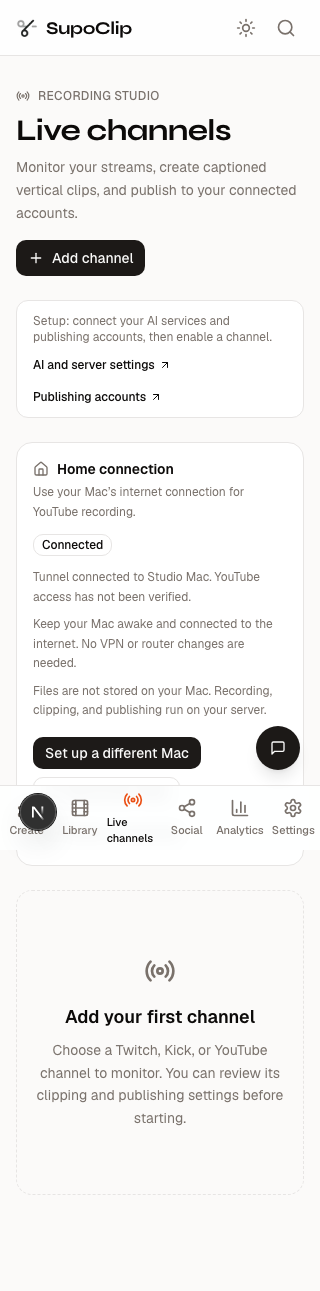 SupoClip
RECORDING STUDIO
Live channels
Monitor your streams, create captioned
vertical clips, and publish to your connected
accounts.
Add channel
Setup: connect your AI services and
publishing accounts, then enable a channel.
AI and server settings
Publishing accounts
Home connection
Use your Mac's internet connection for
YouTube recording.
Connected
Tunnel connected to Studio Mac. YouTube
access has not been verified.
Keep your Mac awake and connected to the
internet. No VPN or router changes are
needed.
Files are not stored on your Mac. Recording,
clipping, and publishing run on your server.
Set up a different Mac
N
Create
Library
Live
channels
Social
Analytics
Settings
Add your first channel
Choose a Twitch, Kick, or YouTube
channel to monitor. You can review its
clipping and publishing settings before
starting.